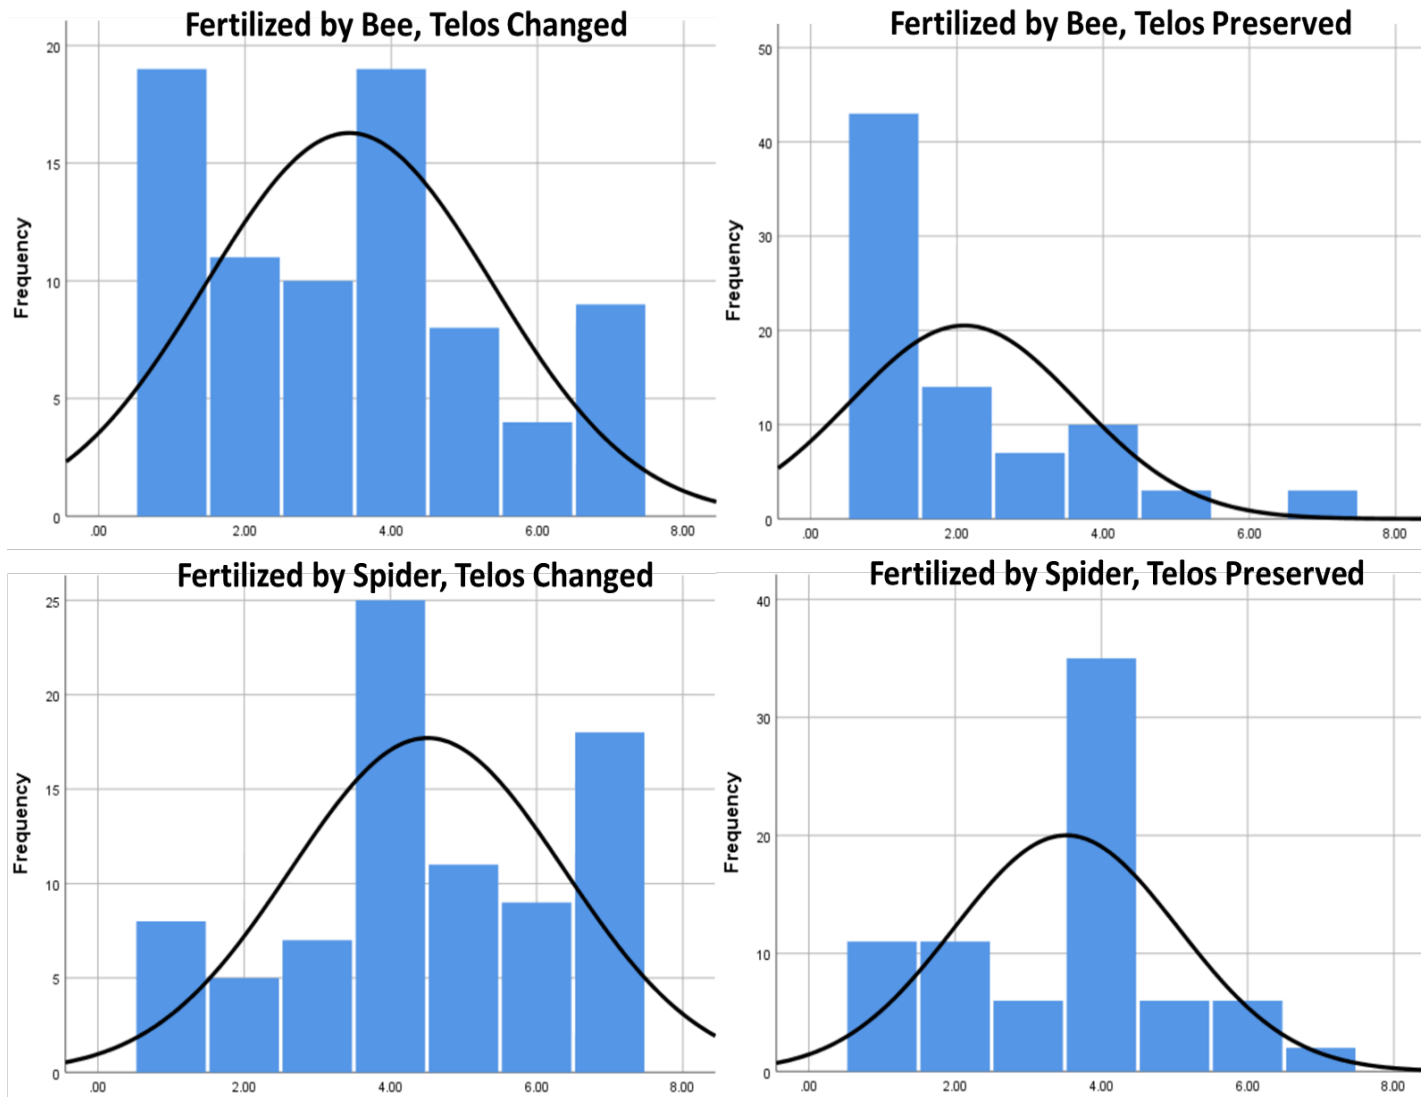 Fertilized by Bee, Telos Changed
20
15
10
5
0
Frequency
.00 2.00 4.00 6.00 8.00
Fertilized by Bee, Telos Preserved
50
40
30
20
10
0
Frequency
.00 2.00 4.00 6.00 8.00
Fertilized by Spider, Telos Changed
25
20
15
10
5
0
Frequency
.00 2.00 4.00 6.00 8.00
Fertilized by Spider, Telos Preserved
40
30
20
10
0
Frequency
.00 2.00 4.00 6.00 8.00